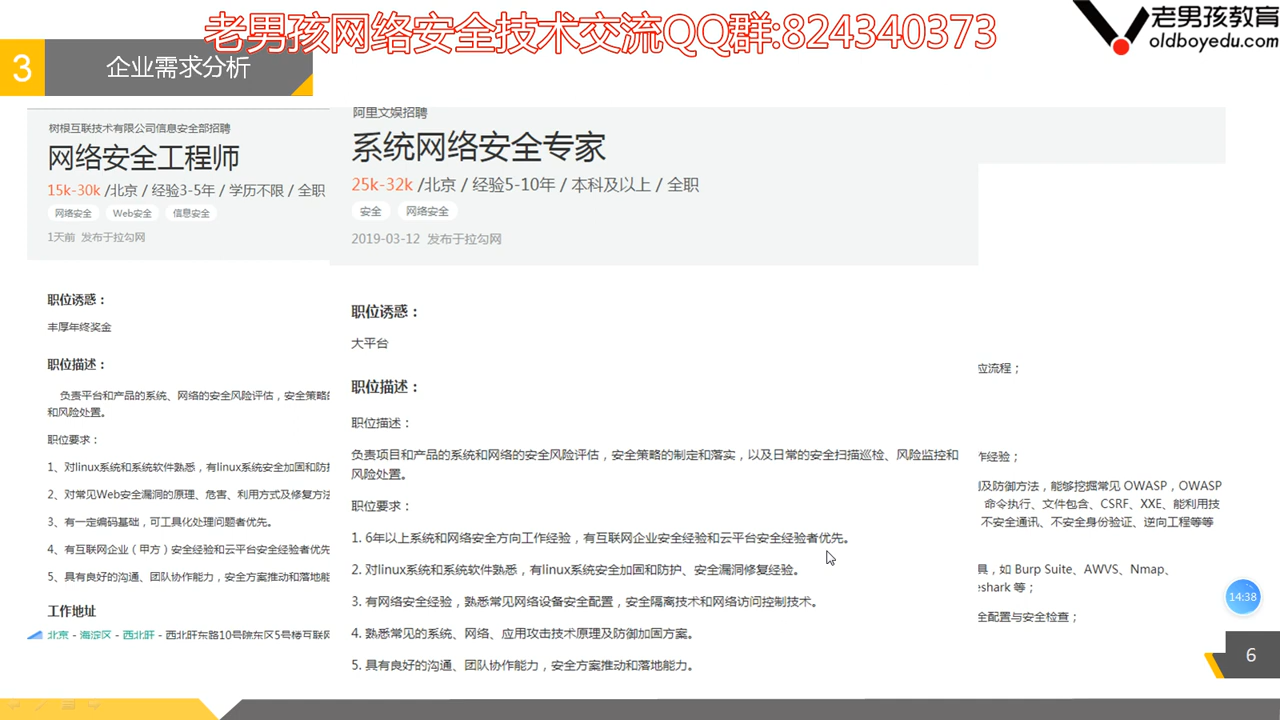 老男孩网络安全技术交流QQ群:824340373
老男孩教育
oldboyedu.com
3
企业需求分析
树根互联技术有限公司信息安全部招聘
网络安全工程师
15k-30k /北京 / 经验3-5年 / 学历不限 / 全职
网络安全 Web安全 信息安全
1天前 发布于拉勾网
职位诱惑：
丰厚年终奖金
职位描述：
负责平台和产品的系统、网络的安全风险评估，安全策略的
和风险处置。
职位要求：
1、对linux系统和系统软件熟悉，有linux系统安全加固和防护
2、对常见Web安全漏洞的原理、危害、利用方式及修复方法
3、有一定编码基础，可工具化处理问题者优先。
4、有互联网企业（甲方）安全经验和云平台安全经验者优先
5、具有良好的沟通、团队协作能力，安全方案推动和落地能
工作地址
北京 - 海淀区 - 西北旺 - 西北旺东路10号院东区5号楼互联网
阿里文娱招聘
系统网络安全专家
25k-32k /北京 / 经验5-10年 / 本科及以上 / 全职
安全 网络安全
2019-03-12 发布于拉勾网
职位诱惑：
大平台
职位描述：
职位描述：
负责项目和产品的系统和网络的安全风险评估，安全策略的制定和落实，以及日常的安全扫描巡检、风险监控和
风险处置。
职位要求：
1. 6年以上系统和网络安全方向工作经验，有互联网企业安全经验和云平台安全经验者优先。
2. 对linux系统和系统软件熟悉，有linux系统安全加固和防护、安全漏洞修复经验。
3. 有网络安全经验，熟悉常见网络设备安全配置，安全隔离技术和网络访问控制技术。
4. 熟悉常见的系统、网络、应用攻击技术原理及防御加固方案。
5. 具有良好的沟通、团队协作能力，安全方案推动和落地能力。
应流程；
作经验；
及防御方法，能够挖掘常见 OWASP，OWASP
命令执行、文件包含、CSRF、XXE、能利用技
不安全通讯、不安全身份验证、逆向工程等等
具，如 Burp Suite、AWVS、Nmap、
eshark 等；
全配置与安全检查；
14:38
6